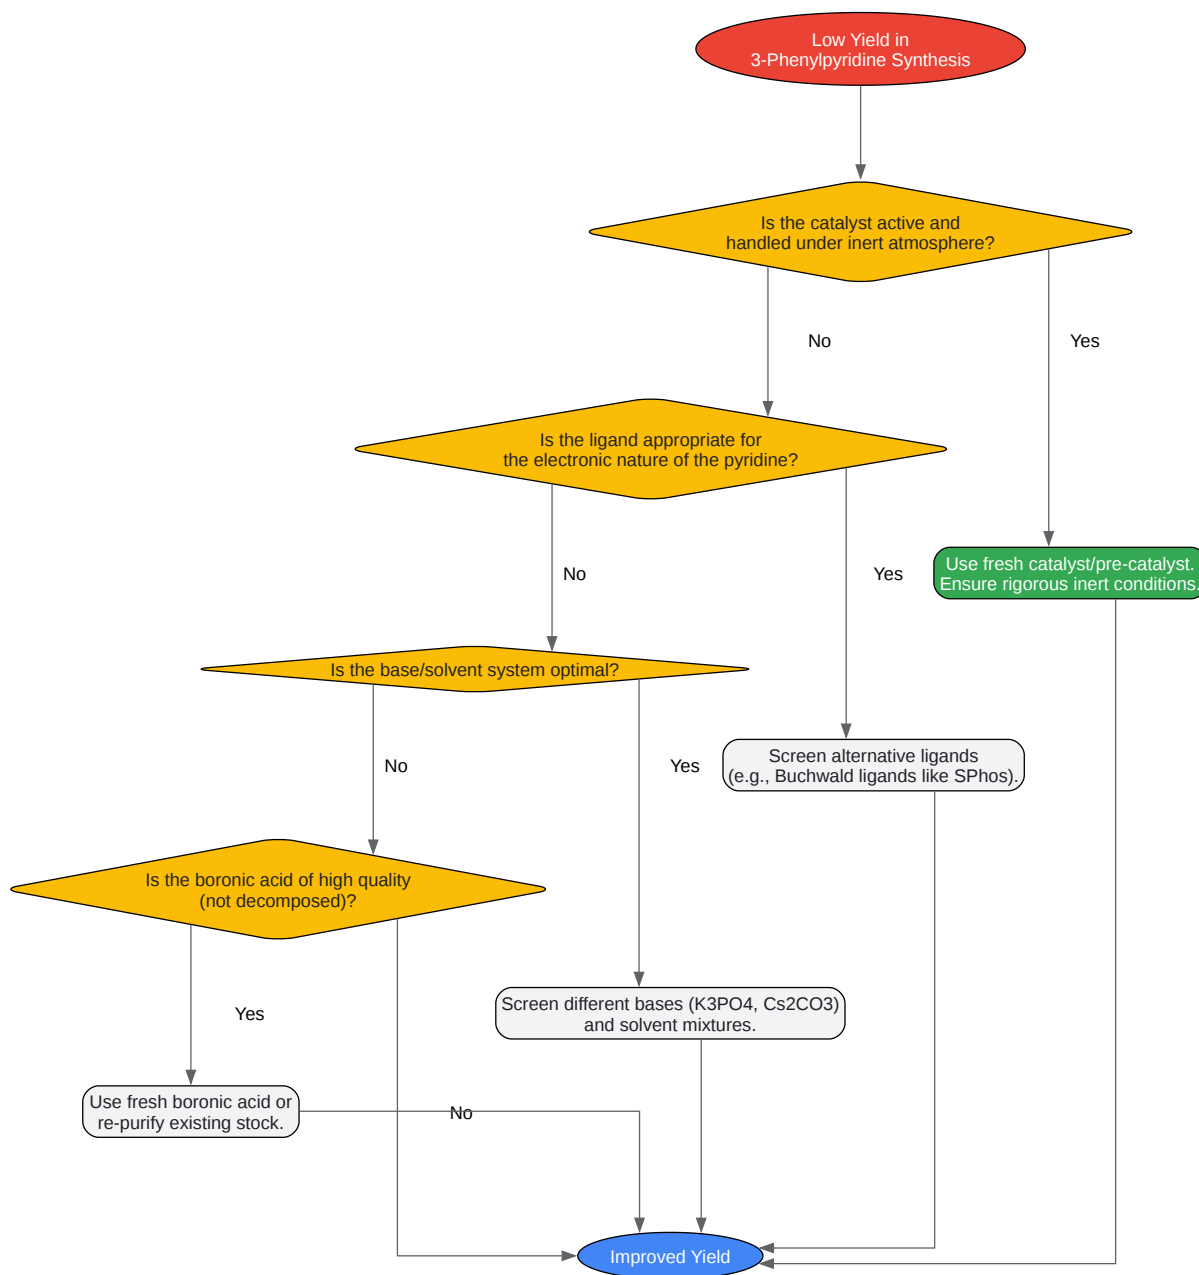 Low Yield in
3-Phenylpyridine Synthesis
Is the catalyst active and
handled under inert atmosphere?
No
Yes
Is the ligand appropriate for
the electronic nature of the pyridine?
No
Yes
Use fresh catalyst/pre-catalyst.
Ensure rigorous inert conditions.
Is the base/solvent system optimal?
No
Yes
Screen alternative ligands
(e.g., Buchwald ligands like SPhos).
Is the boronic acid of high quality
(not decomposed)?
Yes
Screen different bases (K3PO4, Cs2CO3)
and solvent mixtures.
Use fresh boronic acid or
re-purify existing stock.
No
Improved Yield